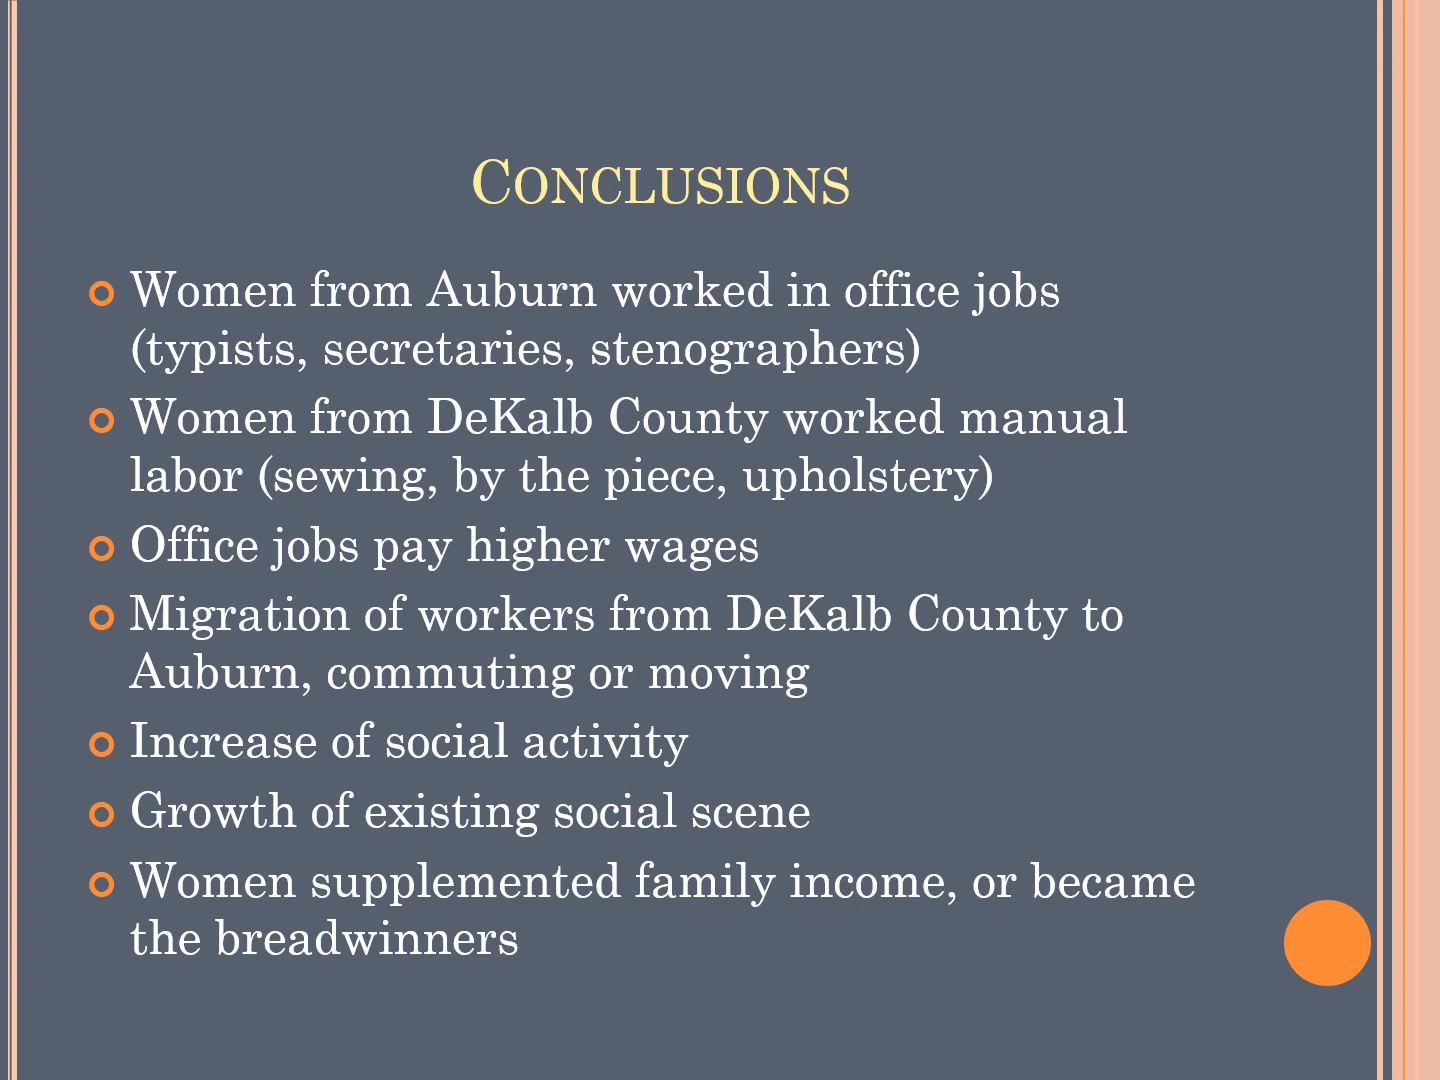 CONCLUSIONS
Women from Auburn worked in office jobs
(typists, secretaries, stenographers)
Women from DeKalb County worked manual
labor (sewing, by the piece, upholstery)
Office jobs pay higher wages
Migration of workers from DeKalb County to
Auburn, commuting or moving
Increase of social activity
Growth of existing social scene
Women supplemented family income, or became
the breadwinners